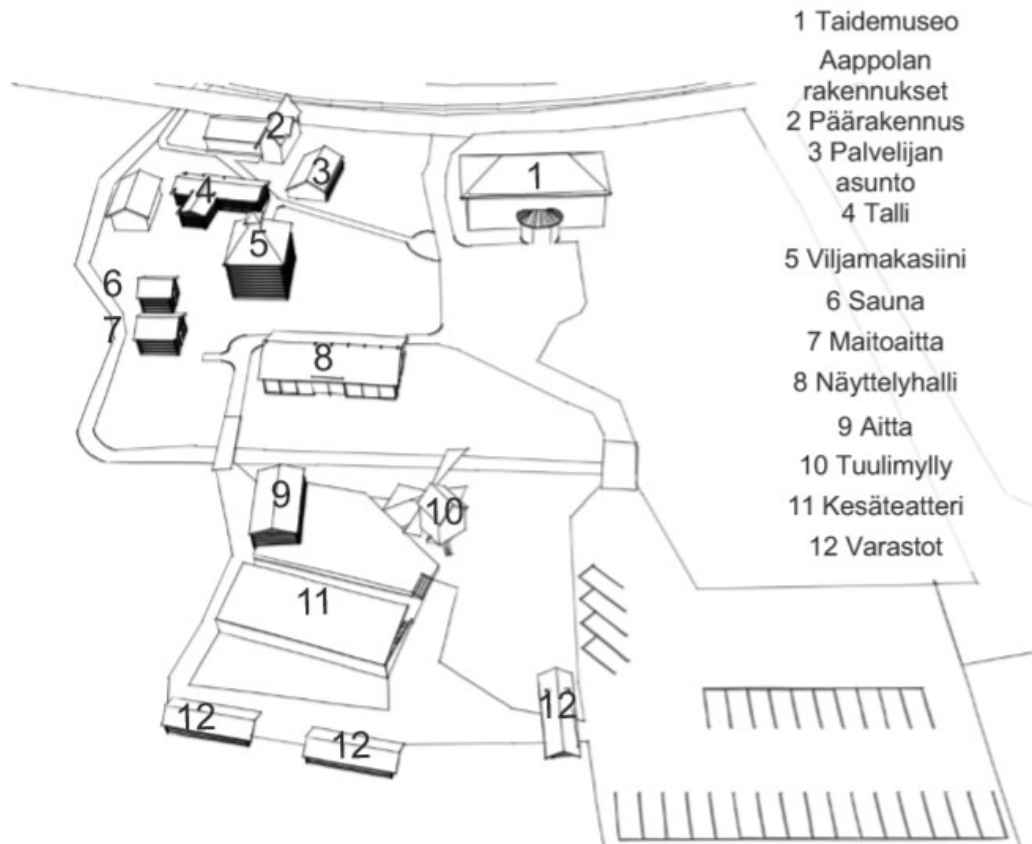 1 Taidemuseo
Aappolan
rakennukset
2 Päärakennus
3 Palvelijan
asunto
4 Talli
5 Viljamakasiini
6 Sauna
7 Maitoaitta
8 Näyttelyhalli
9 Aitta
10 Tuulimylly
11 Kesäteatteri
12 Varastot
2
3
1
4
5
6
7
8
9
10
11
12
12
12